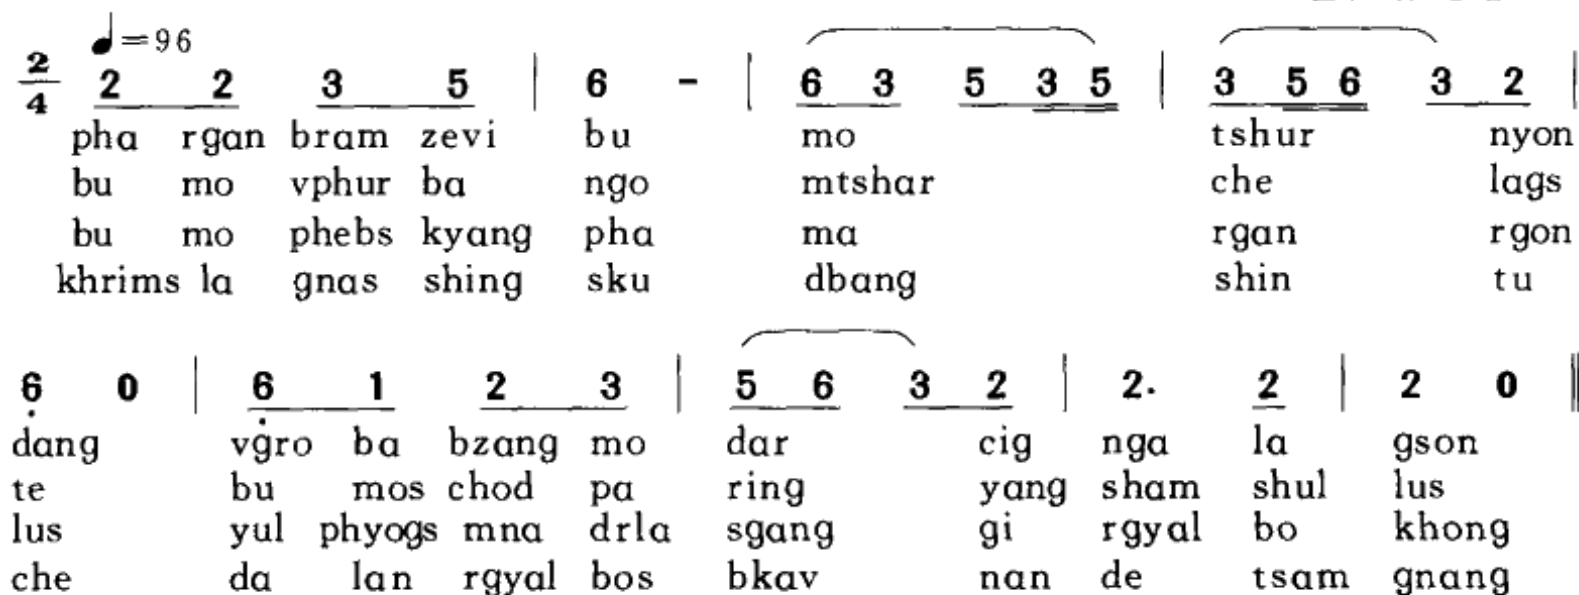 ♩=96
2/4 2 2 3 5 | 6 - | 6 3 5 3 5 | 3 5 6 3 2 |
pha rgan bram zevi bu mo tshur nyon
bu mo vphur ba ngo mtshar che lags
bu mo phebs kyang pha ma rgan rgon
khrims la gnas shing sku dbang shin tu
6̣ 0 | 6̣ 1 2 3 | 5 6 3 2 | 2. 2 | 2 0 ‖
dang vgro ba bzang mo dar cig nga la gson
te bu mos chod pa ring yang sham shul lus
lus yul phyogs mna drla sgang gi rgyal bo khong
che da lan rgyal bos bkav nan de tsam gnang